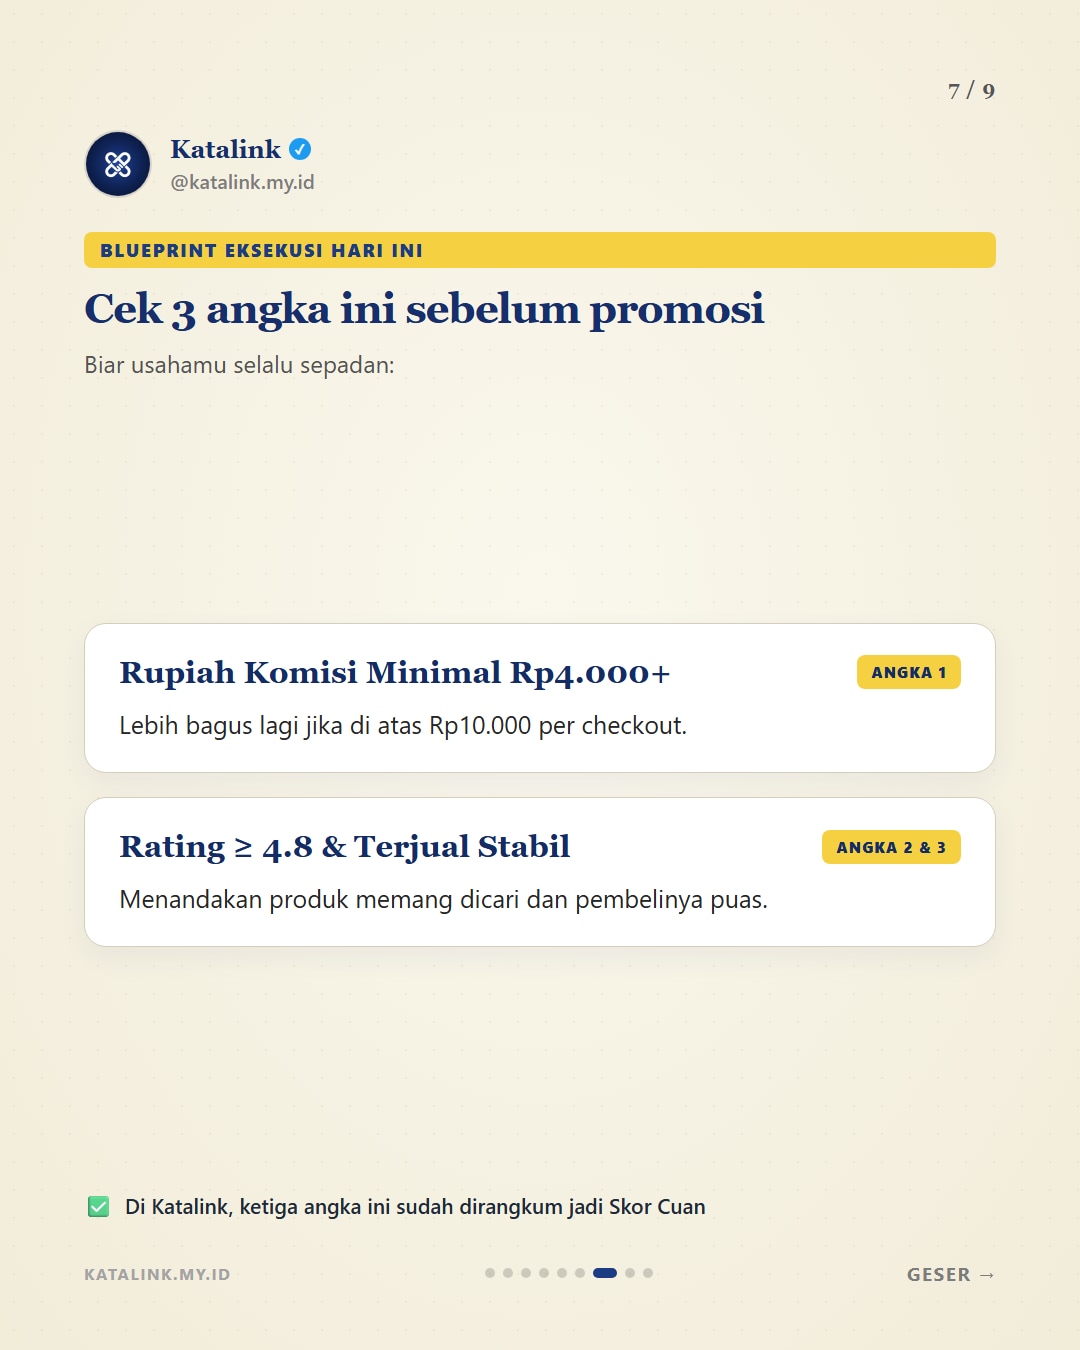 7 / 9
Katalink
@katalink.my.id
BLUEPRINT EKSEKUSI HARI INI
Cek 3 angka ini sebelum promosi
Biar usahamu selalu sepadan:
Rupiah Komisi Minimal Rp4.000+
ANGKA 1
Lebih bagus lagi jika di atas Rp10.000 per checkout.
Rating ≥ 4.8 & Terjual Stabil
ANGKA 2 & 3
Menandakan produk memang dicari dan pembelinya puas.
✅ Di Katalink, ketiga angka ini sudah dirangkum jadi Skor Cuan
KATALINK.MY.ID
GESER →